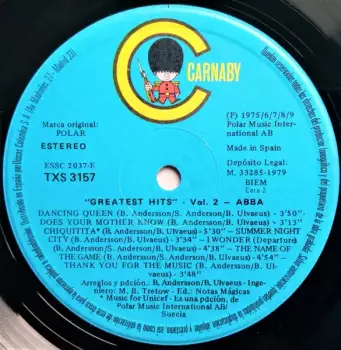 CARNABY
Marca original:
POLAR
ESTEREO
ESSC 2037-E
TXS 3157
(P) 1975/6/7/8/9
Polar Music Inter-
national AB
Made in Spain
Depósito Legal:
M. 33285-1979
BIEM
Cara 2
"GREATEST HITS" - Vol. 2 — ABBA
DANCING QUEEN (B. Andersson/B. Ulvaeus) - 3'50"
DOES YOUR MOTHER KNOW (B. Andersson/B. Ulvaeus) - 3'13"
CHIQUITITA* (B. Andersson/B. Ulvaeus) - 5'30" — SUMMER NIGHT
CITY (B. Andersson/B. Ulvaeus) - 3'34" — I WONDER (Departure)
(B. Andersson/B. Ulvaeus) - 4'38" — THE NAME OF
THE GAME (B. Andersson/B. Ulvaeus) - 4'54" —
THANK YOU FOR THE MUSIC (B. Andersson/B. Ulvaeus)
- 3'48"
Arreglos y pdción.: B, Andersson/B. Ulvaeus - Inge-
niero: M. B. Tretow - Ed.: Notas Mágicas
* Music for Unicef - Es una pdción. de
Polar Music International AB/
Suecia